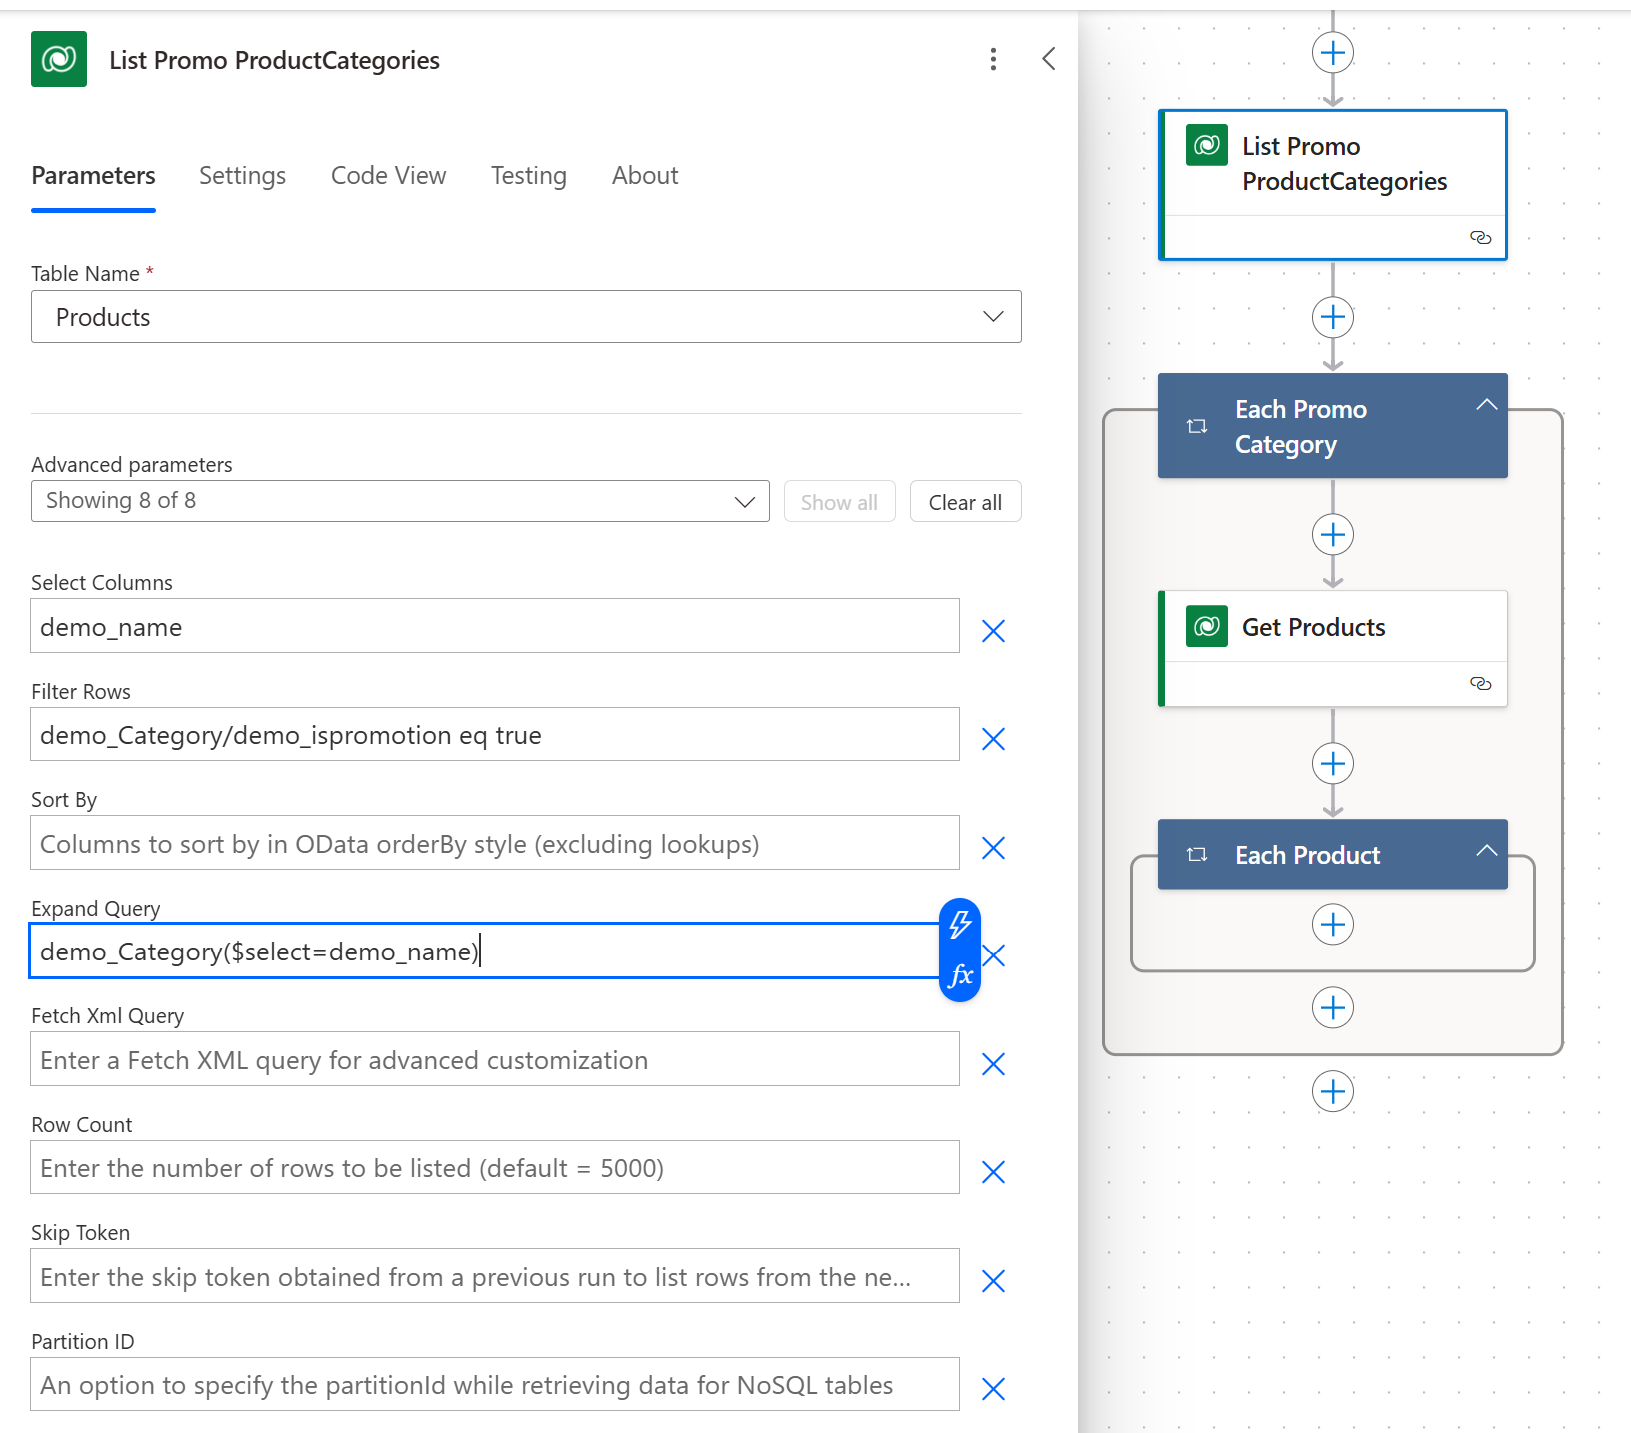 List Promo ProductCategories
Parameters
Settings
Code View
Testing
About
Table Name *
Products
Advanced parameters
Showing 8 of 8
Show all
Clear all
Select Columns
demo_name
Filter Rows
demo_Category/demo_ispromotion eq true
Sort By
Columns to sort by in OData orderBy style (excluding lookups)
Expand Query
demo_Category($select=demo_name)
fx
Fetch Xml Query
Enter a Fetch XML query for advanced customization
Row Count
Enter the number of rows to be listed (default = 5000)
Skip Token
Enter the skip token obtained from a previous run to list rows from the ne...
Partition ID
An option to specify the partitionId while retrieving data for NoSQL tables
List Promo
ProductCategories
Each Promo
Category
Get Products
Each Product